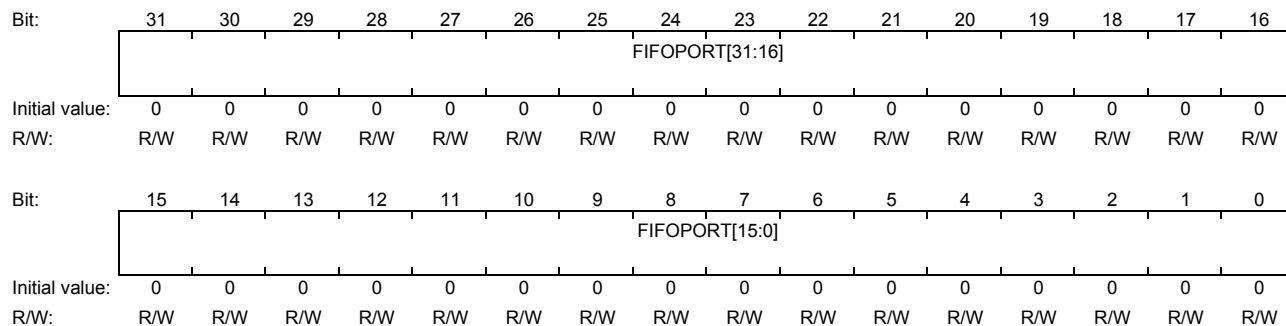 Bit: 31 30 29 28 27 26 25 24 23 22 21 20 19 18 17 16
FIFOPORT[31:16]
Initial value: 0 0 0 0 0 0 0 0 0 0 0 0 0 0 0 0
R/W: R/W R/W R/W R/W R/W R/W R/W R/W R/W R/W R/W R/W R/W R/W R/W R/W
Bit: 15 14 13 12 11 10 9 8 7 6 5 4 3 2 1 0
FIFOPORT[15:0]
Initial value: 0 0 0 0 0 0 0 0 0 0 0 0 0 0 0 0
R/W: R/W R/W R/W R/W R/W R/W R/W R/W R/W R/W R/W R/W R/W R/W R/W R/W